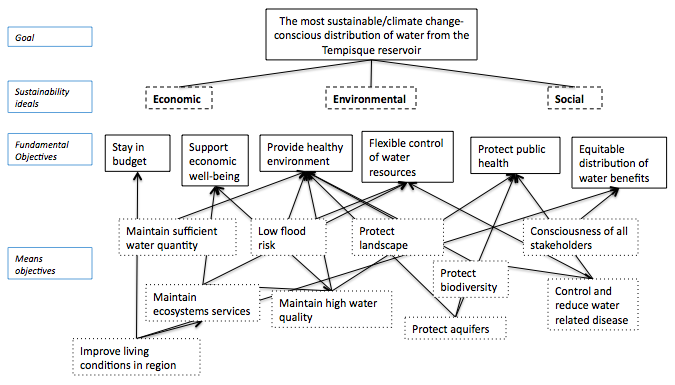 Goal
The most sustainable/climate change-
conscious distribution of water from the
Tempisque reservoir
Sustainability
ideals
Economic
Environmental
Social
Fundamental
Objectives
Stay in
budget
Support
economic
well-being
Provide healthy
environment
Flexible control
of water
resources
Protect public
health
Equitable
distribution of
water benefits
Means
objectives
Maintain sufficient
water quantity
Low flood
risk
Protect
landscape
Consciousness of all
stakeholders
Maintain
ecosystems services
Maintain high water
quality
Protect
biodiversity
Control and
reduce water
related disease
Protect aquifers
Improve living
conditions in region